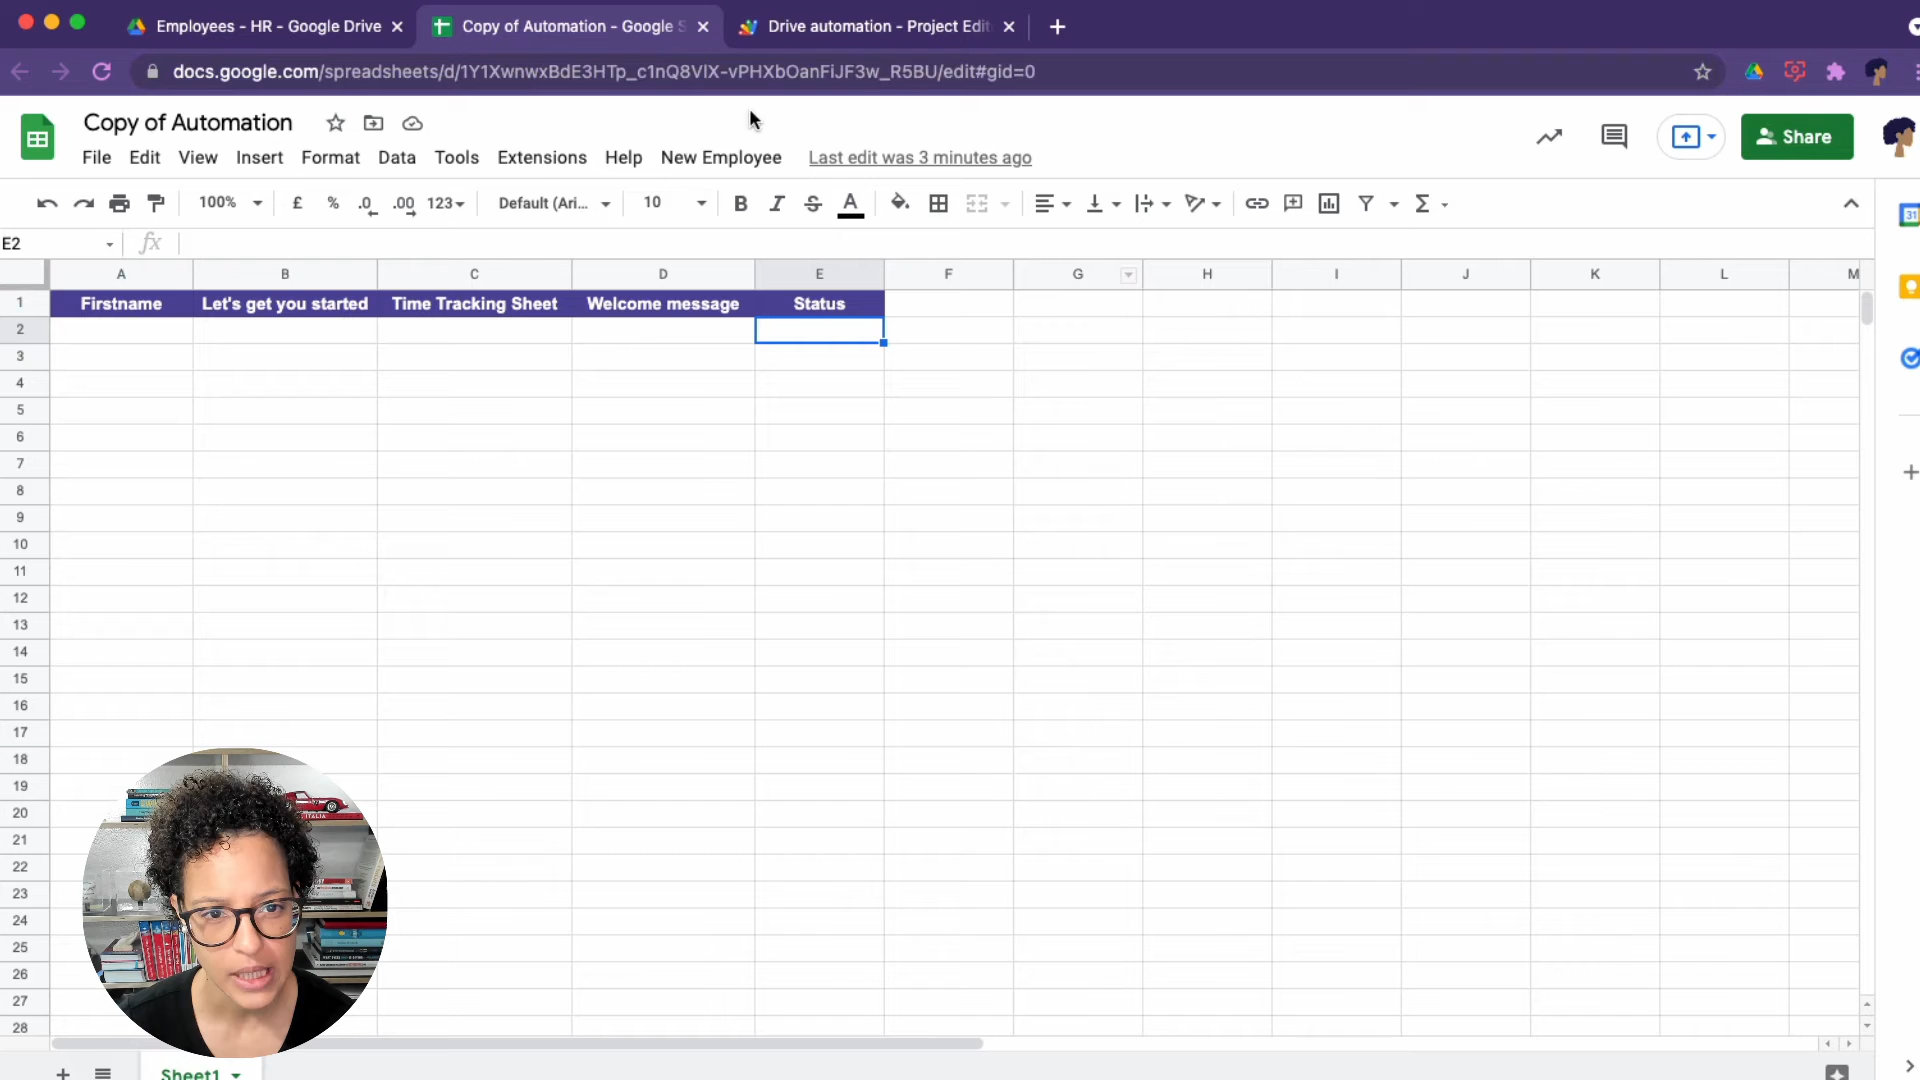 Employees - HR - Google Drive
Copy of Automation - Google S
Drive automation - Project Edit
docs.google.com/spreadsheets/d/1Y1XwnwxBdE3HTp_c1nQ8VlX-vPHXbOanFiJF3w_R5BU/edit#gid=0
Copy of Automation
File Edit View Insert Format Data Tools Extensions Help New Employee Last edit was 3 minutes ago
Share
100% £ % .0 .00 123 Default (Ari... 10 B I S A Σ
31
E2 fx
A B C D E F G H I J K L M
1 Firstname Let's get you started Time Tracking Sheet Welcome message Status
2
3
4
5
6
7
8
9
10
11
12
13
14
15
16
17
18
19
20
21
22
23
24
25
26
27
28
Sheet1